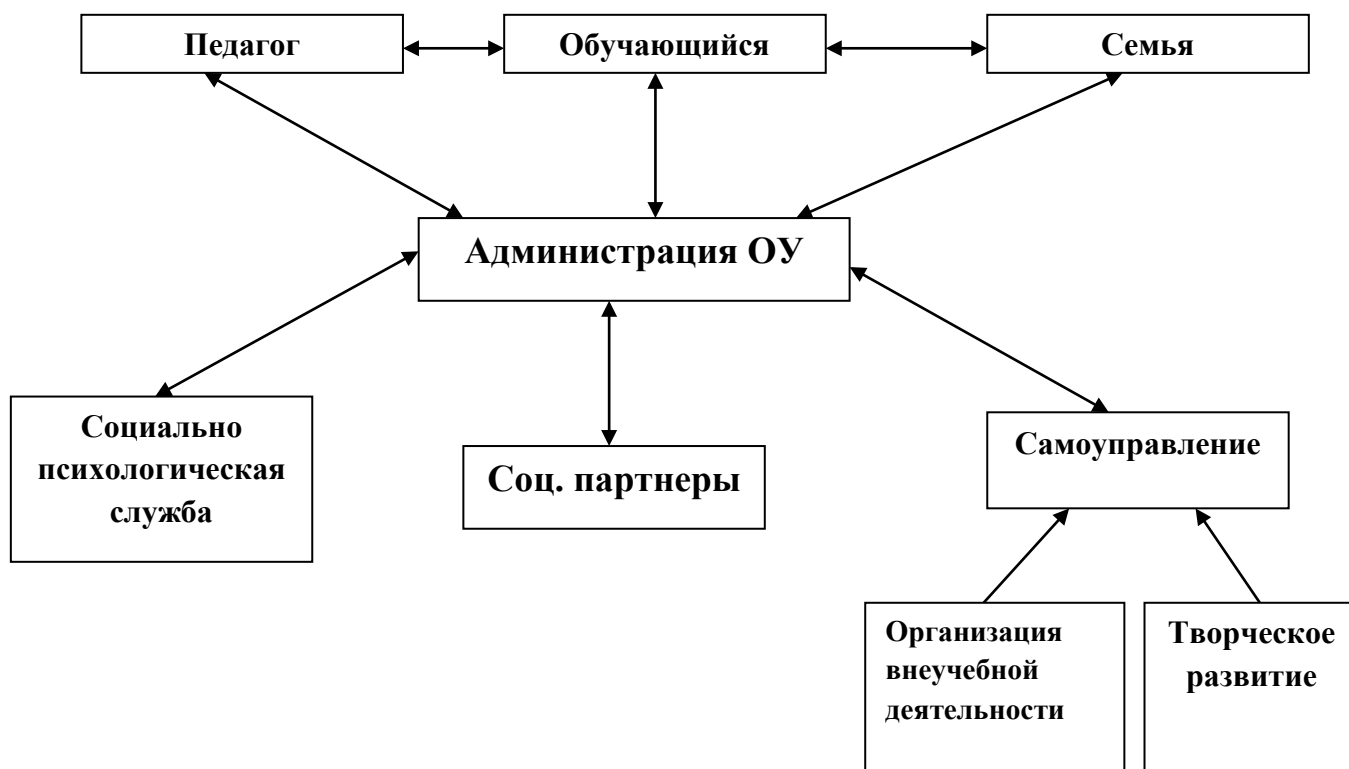 Педагог
Обучающийся
Семья
Администрация ОУ
Социально
психологическая
служба
Соц. партнеры
Самоуправление
Организация
внеучебной
деятельности
Творческое
развитие